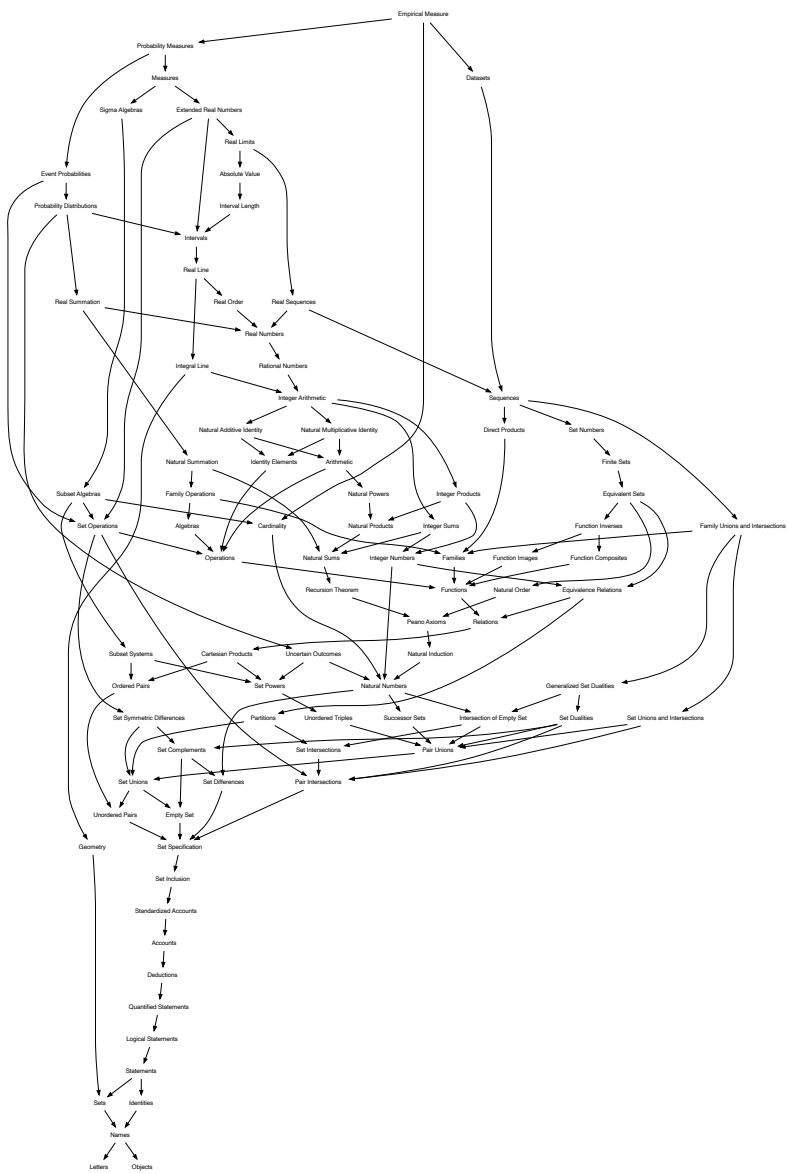 Empirical Measure
Probability Measures
Measures
Datasets
Sigma Algebras
Extended Real Numbers
Real Limits
Event Probabilities
Absolute Value
Probability Distributions
Interval Length
Intervals
Real Line
Real Summation
Real Order
Real Sequences
Real Numbers
Integral Line
Rational Numbers
Integer Arithmetic
Sequences
Natural Additive Identity
Natural Multiplicative Identity
Direct Products
Set Numbers
Natural Summation
Identity Elements
Arithmetic
Finite Sets
Subset Algebras
Family Operations
Natural Powers
Integer Products
Equivalent Sets
Set Operations
Algebras
Cardinality
Natural Products
Integer Sums
Function Inverses
Family Unions and Intersections
Operations
Natural Sums
Integer Numbers
Families
Function Images
Function Composites
Recursion Theorem
Functions
Natural Order
Equivalence Relations
Peano Axioms
Relations
Subset Systems
Cartesian Products
Uncertain Outcomes
Natural Induction
Ordered Pairs
Set Powers
Natural Numbers
Generalized Set Dualities
Set Symmetric Differences
Partitions
Unordered Triples
Successor Sets
Intersection of Empty Set
Set Dualities
Set Unions and Intersections
Set Complements
Set Intersections
Pair Unions
Set Unions
Set Differences
Pair Intersections
Unordered Pairs
Empty Set
Geometry
Set Specification
Set Inclusion
Standardized Accounts
Accounts
Deductions
Quantified Statements
Logical Statements
Statements
Sets
Identities
Names
Letters
Objects